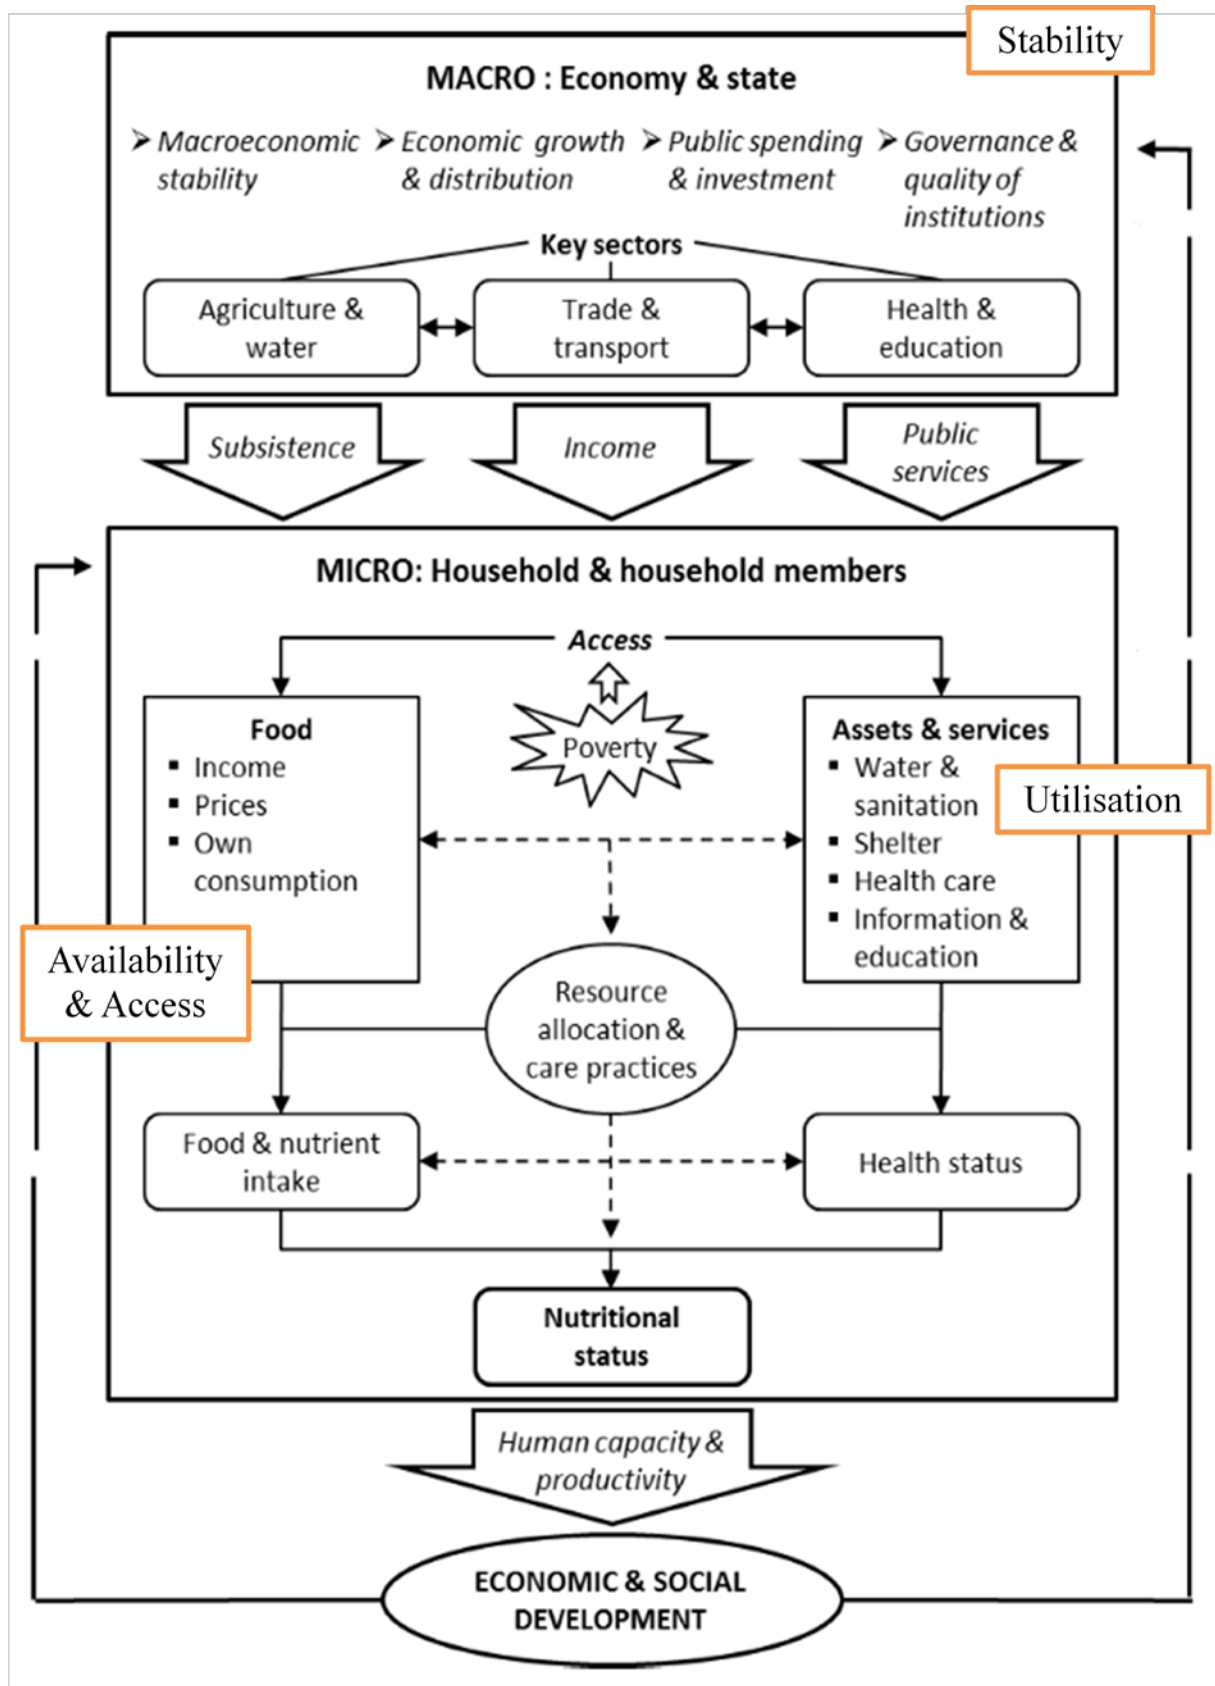 Stability
MACRO : Economy & state
➢ Macroeconomic
stability
➢ Economic growth
& distribution
➢ Public spending
& investment
➢ Governance &
quality of
institutions
Key sectors
Agriculture &
water
Trade &
transport
Health &
education
Subsistence
Income
Public
services
MICRO: Household & household members
Access
Poverty
Food
▪ Income
▪ Prices
▪ Own
consumption
Assets & services
▪ Water &
sanitation
▪ Shelter
▪ Health care
▪ Information &
education
Utilisation
Availability
& Access
Resource
allocation &
care practices
Food & nutrient
intake
Health status
Nutritional
status
Human capacity &
productivity
ECONOMIC & SOCIAL
DEVELOPMENT